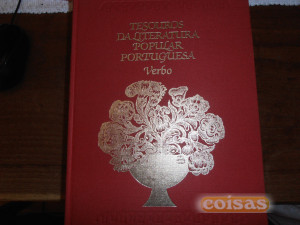 TESOUROS
DA LITERATURA
POPULAR
PORTUGUESA
Verbo
coisas